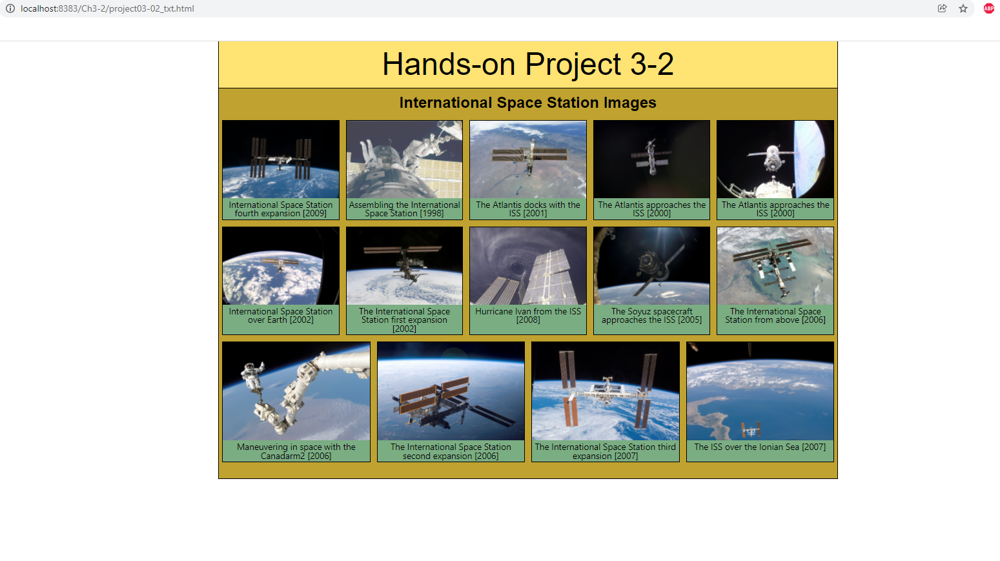 localhost:8383/Ch3-2/project03-02_txt.html
ABP
Hands-on Project 3-2
International Space Station Images
International Space Station
fourth expansion [2009]
Assembling the International
Space Station [1998]
The Atlantis docks with the
ISS [2001]
The Atlantis approaches the
ISS [2000]
The Atlantis approaches the
ISS [2000]
International Space Station
over Earth [2002]
The International Space
Station first expansion
[2002]
Hurricane Ivan from the ISS
[2008]
The Soyuz spacecraft
approaches the ISS [2005]
The International Space
Station from above [2006]
Maneuvering in space with the
Canadarm2 [2006]
The International Space Station
second expansion [2006]
The International Space Station third
expansion [2007]
The ISS over the Ionian Sea [2007]